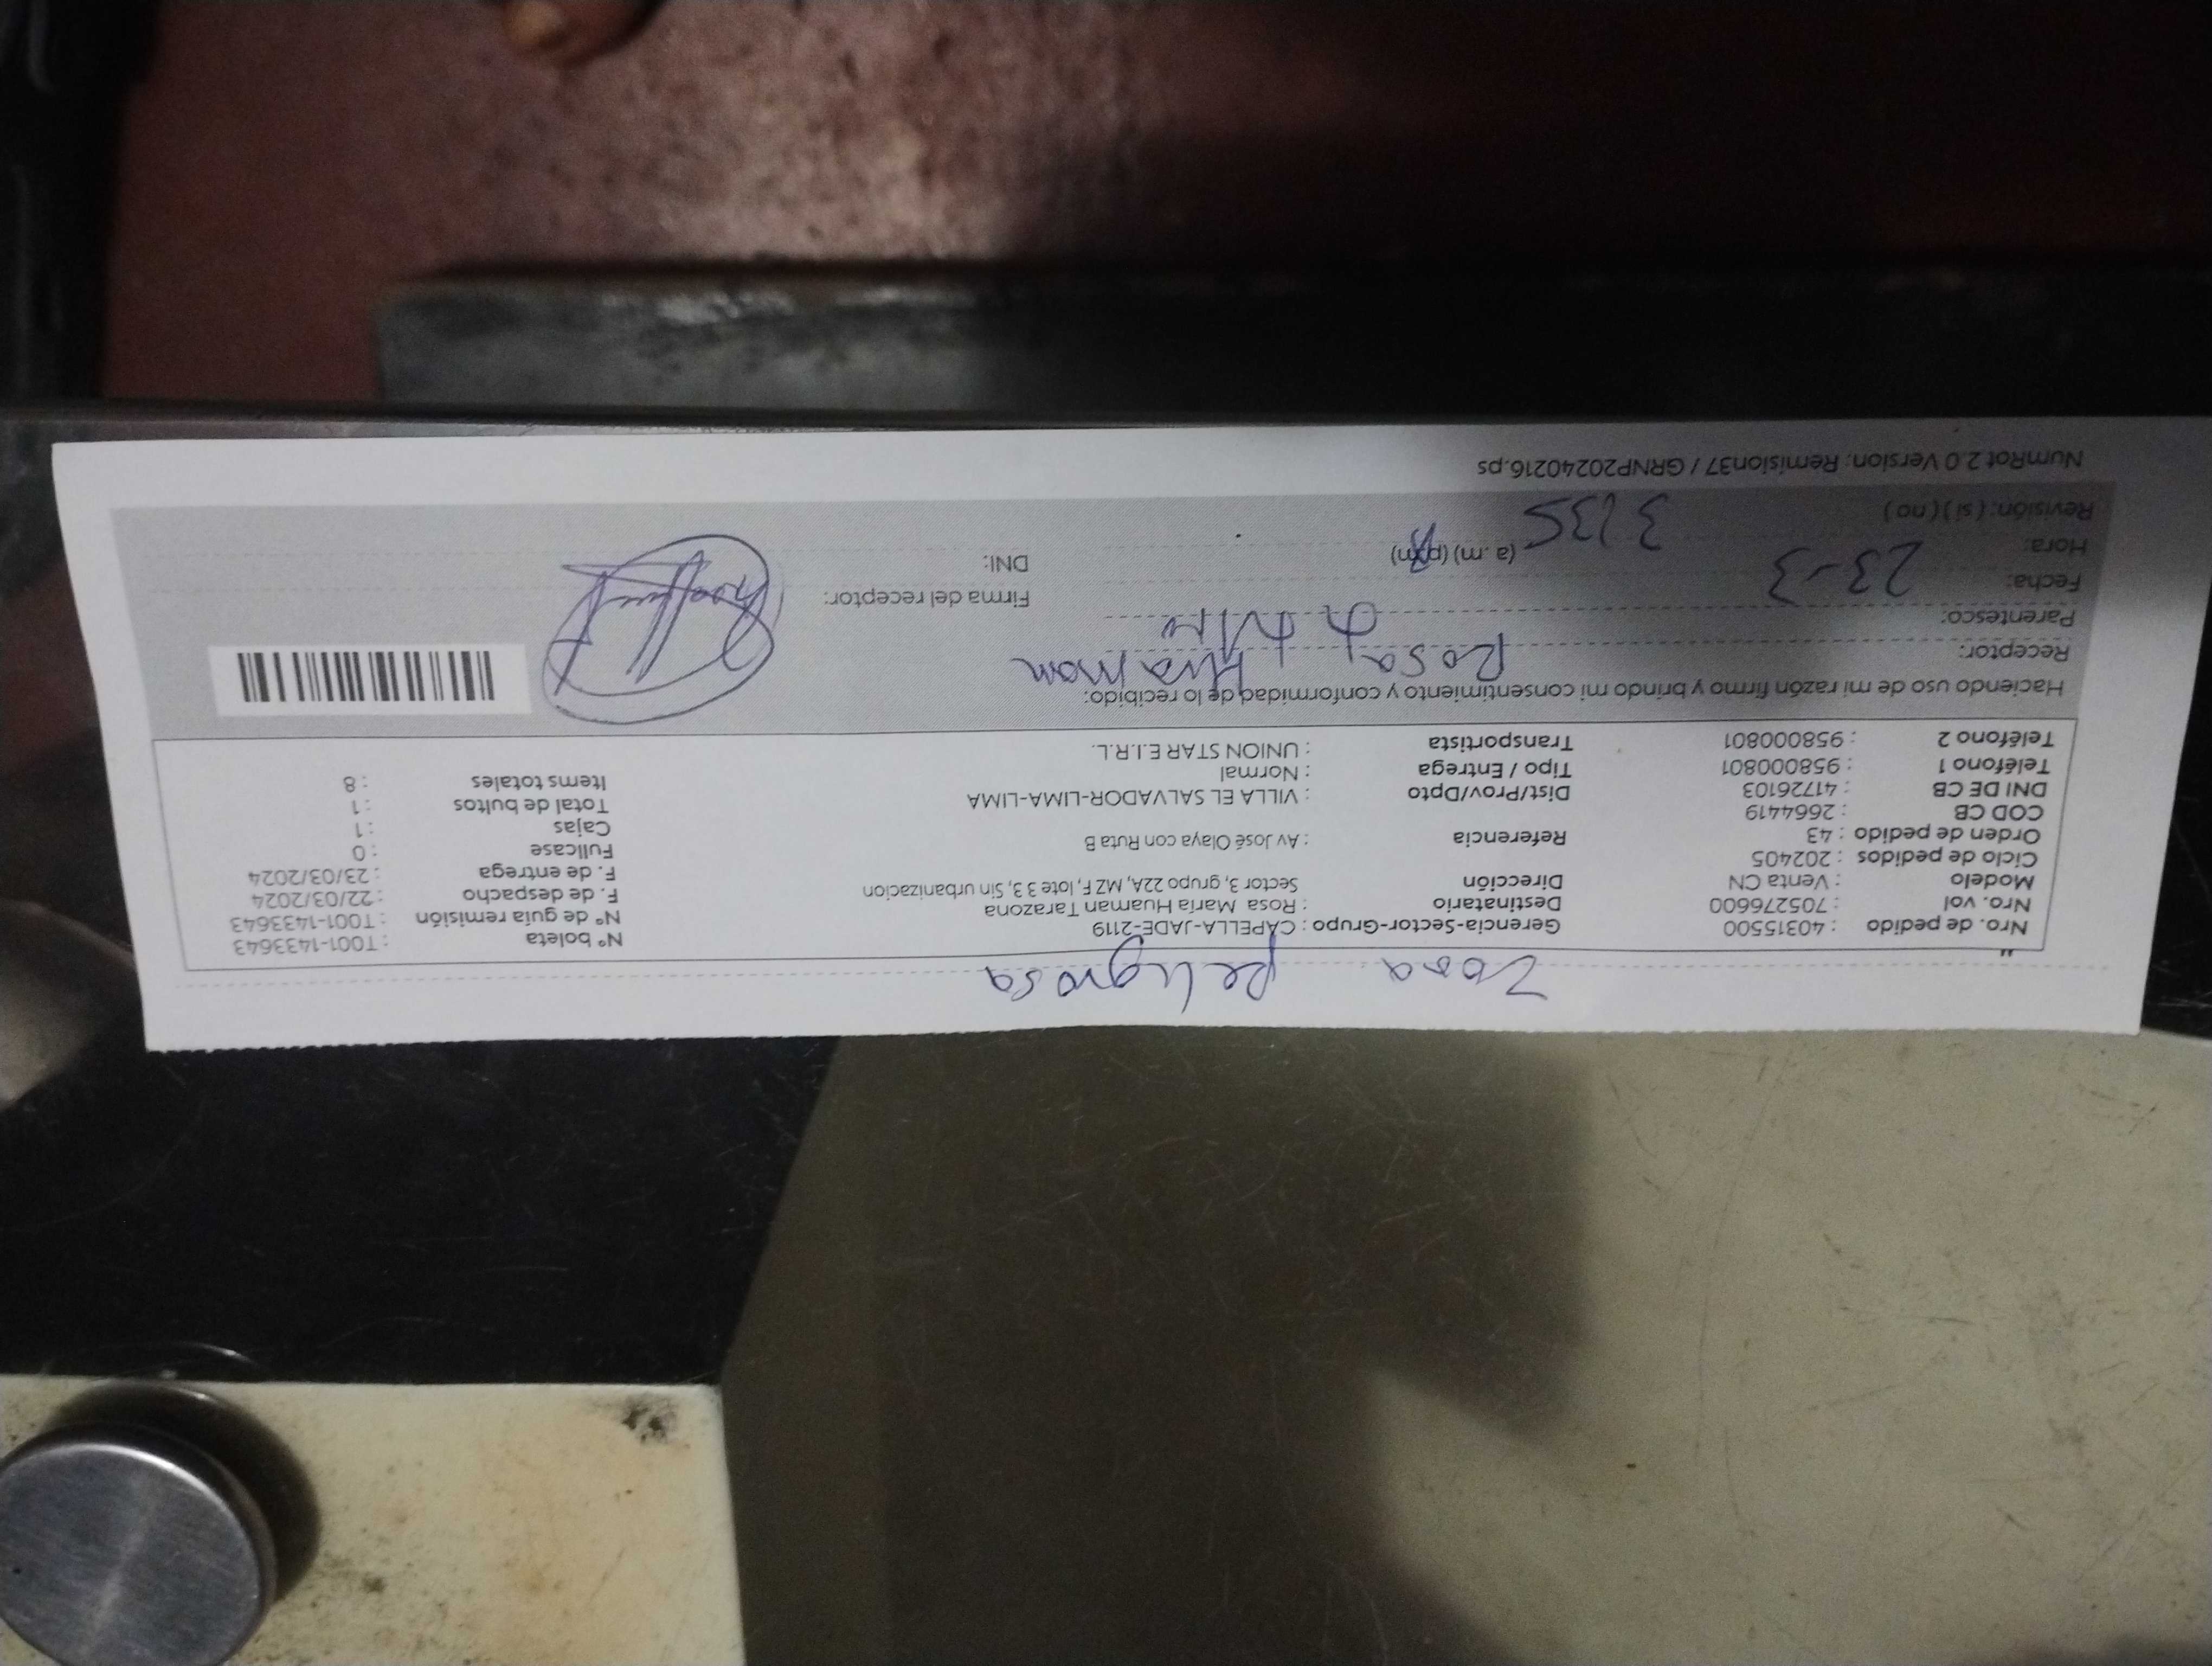 Zona peligrosa
Nro. de pedido : 40315500 Gerencia-Sector-Grupo : CAPELLA-JADE-2119 Nº boleta : T001-1433643
Nro. vol : 705276600 Destinatario : Rosa Maria Huaman Tarazona Nº de guía remisión : T001-1433643
Modelo : Venta CN Dirección Sector 3, grupo 22A, MZ F, lote 3 3, Sin urbanizacion F. de despacho : 22/03/2024
Ciclo de pedidos : 202405 F. de entrega : 23/03/2024
Orden de pedido : 43 Referencia : Av José Olaya con Ruta B Fullcase : 0
COD CB : 2664419 Cajas : 1
DNI DE CB : 41726103 Dist/Prov/Dpto : VILLA EL SALVADOR-LIMA-LIMA Total de bultos : 1
Teléfono 1 : 958000801 Tipo / Entrega : Normal Items totales : 8
Teléfono 2 : 958000801 Transportista : UNION STAR E.I.R.L.
Haciendo uso de mi razón firmo y brindo mi consentimiento y conformidad de lo recibido:
Receptor: Rosa Huaman
Parentesco: Firma del receptor:
Fecha: 23-3
Hora: 3:35 (a .m) (p.m) DNI:
Revisión: ( si ) ( no )
NumRot 2.0 Version: Remision37 / GRNP20240216.ps